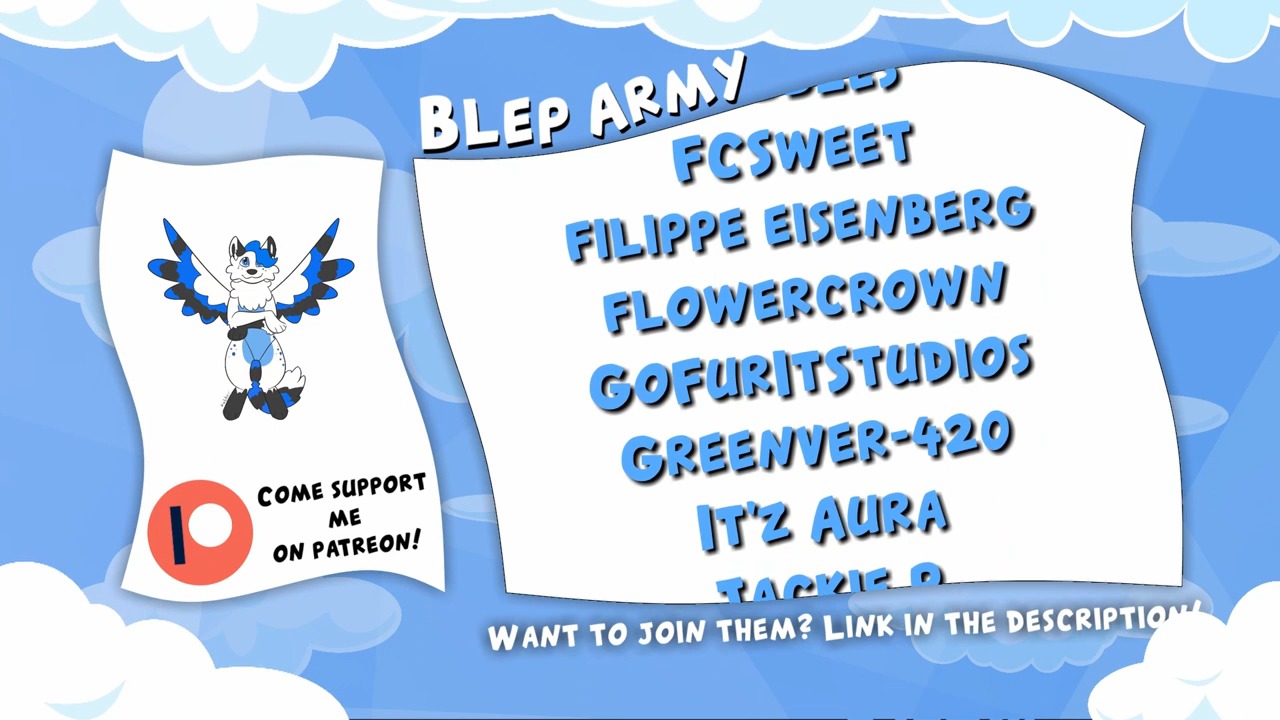 BLEP ARMY
FCSWEET
FILIPPE EISENBERG
FLOWERCROWN
GOFURITSTUDIOS
GREENVER-420
IT'Z AURA
COME SUPPORT
ME
ON PATREON!
WANT TO JOIN THEM? LINK IN THE DESCRIPTION!